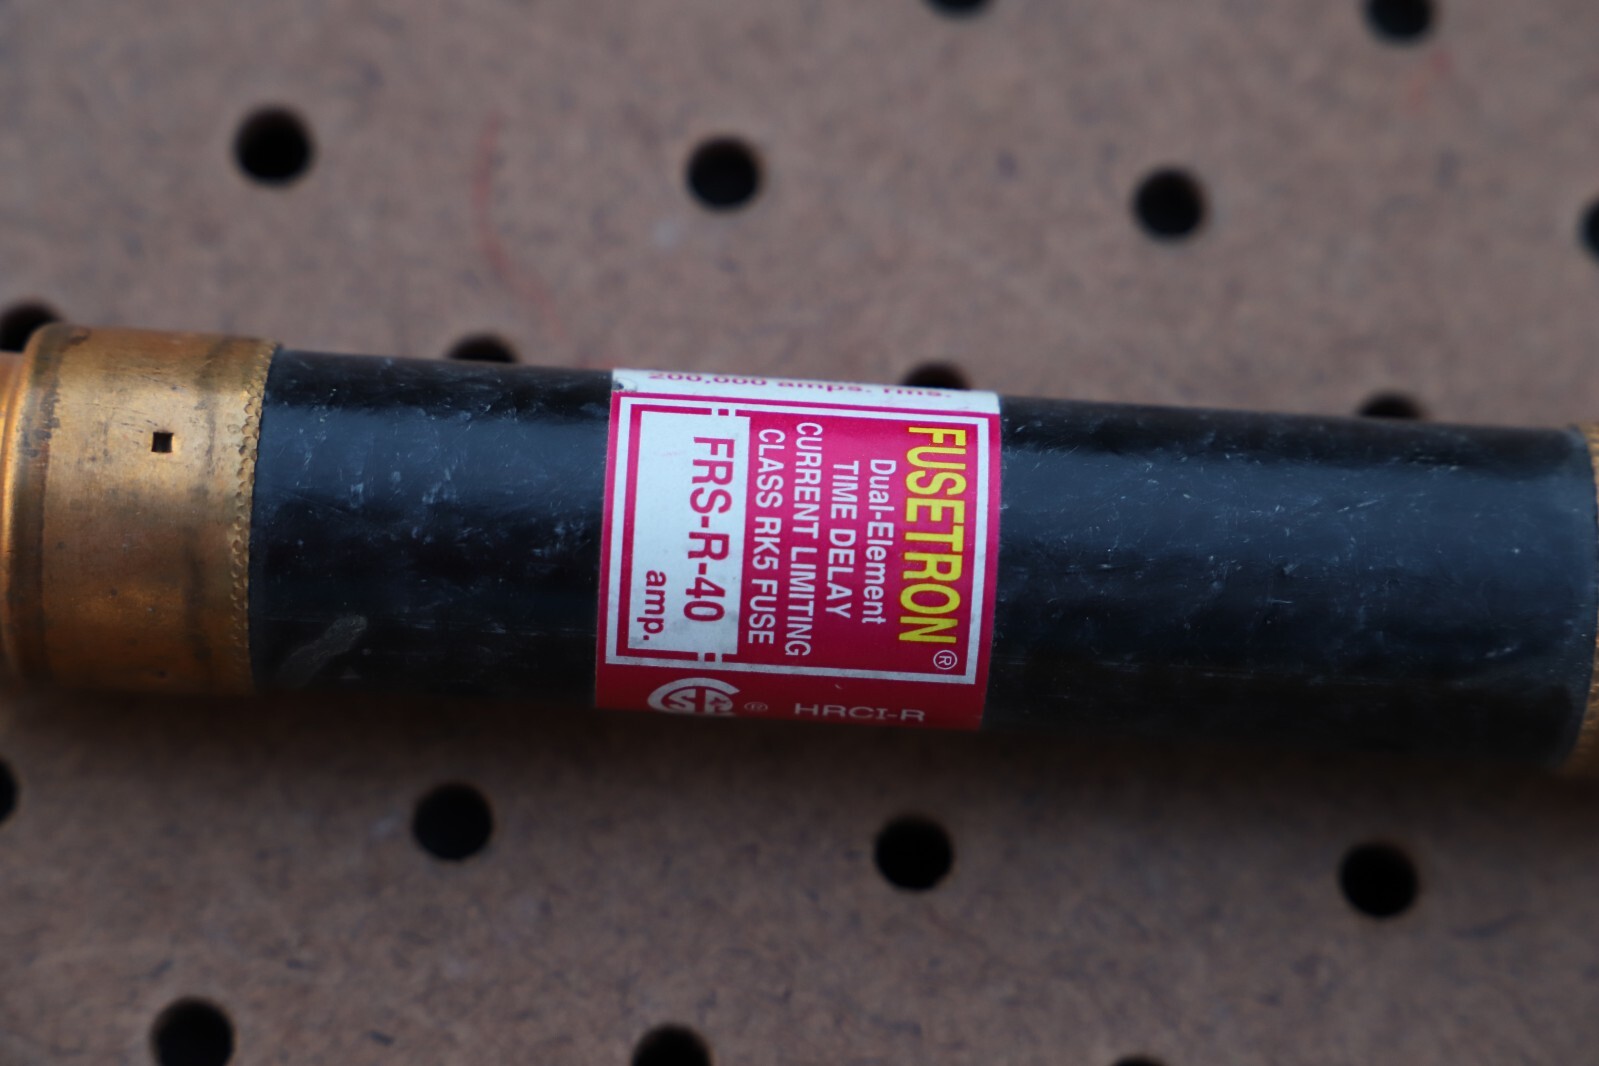 200,000 amps. rms.
FUSETRON®
Dual-Element
TIME DELAY
CURRENT LIMITING
CLASS RK5 FUSE
FRS-R-40
amp.
® HRCI-R